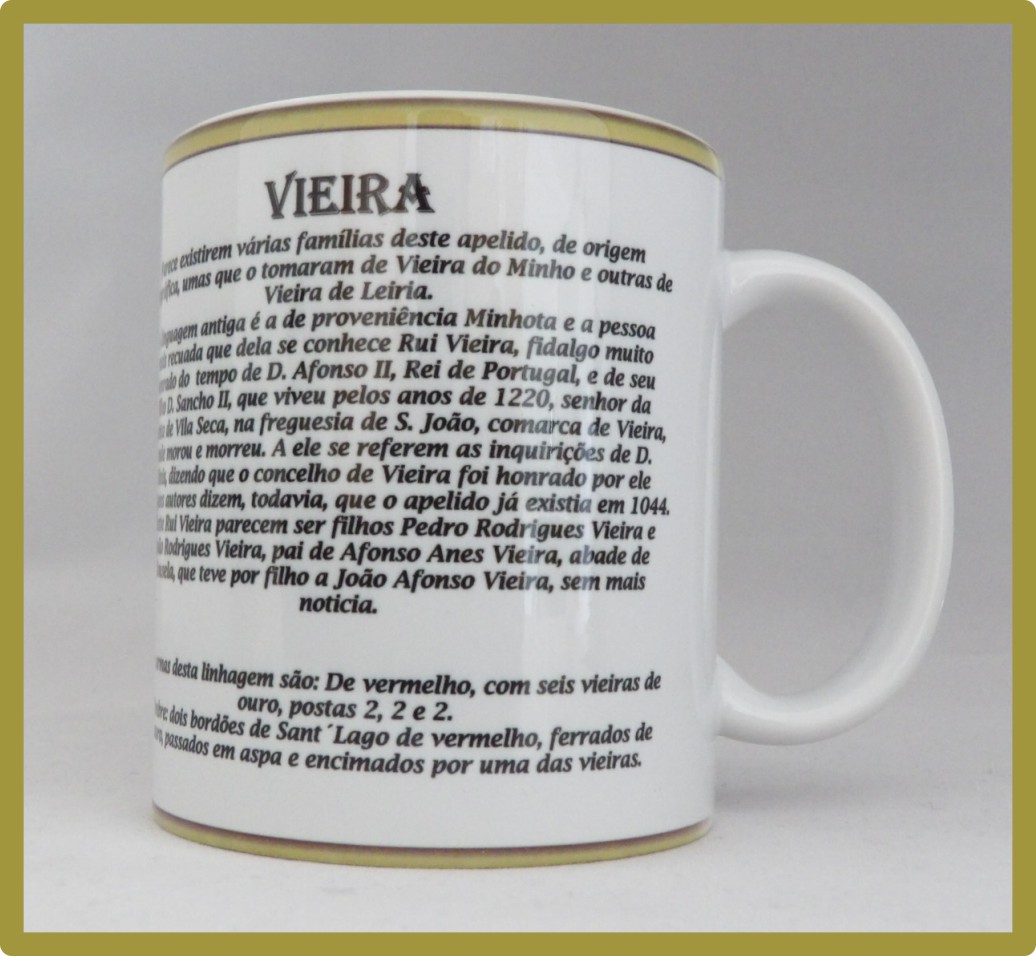 VIEIRA
existirem várias famílias deste apelido, de origem
umas que o tomaram de Vieira do Minho e outras de
Vieira de Leiria.
antiga é a de proveniência Minhota e a pessoa
recuada que dela se conhece Rui Vieira, fidalgo muito
do tempo de D. Afonso II, Rei de Portugal, e de seu
D. Sancho II, que viveu pelos anos de 1220, senhor da
de Vila Seca, na freguesia de S. João, comarca de Vieira,
morou e morreu. A ele se referem as inquirições de D.
dizendo que o concelho de Vieira foi honrado por ele
autores dizem, todavia, que o apelido já existia em 1044.
Rui Vieira parecem ser filhos Pedro Rodrigues Vieira e
Rodrigues Vieira, pai de Afonso Anes Vieira, abade de
que teve por filho a João Afonso Vieira, sem mais
noticia.
desta linhagem são: De vermelho, com seis vieiras de
ouro, postas 2, 2 e 2.
dois bordões de Sant´Lago de vermelho, ferrados de
passados em aspa e encimados por uma das vieiras.